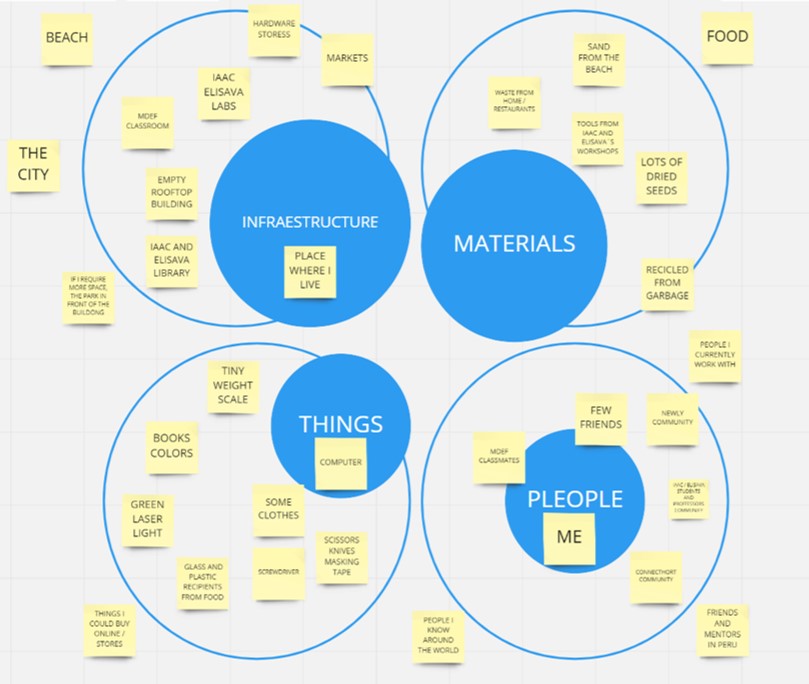 BEACH
HARDWARE
STORESS
MARKETS
IAAC
ELISAVA
LABS
MDEF
CLASSROOM
THE
CITY
EMPTY
ROOFTOP
BUILDING
INFRAESTRUCTURE
PLACE
WHERE I
LIVE
IAAC AND
ELISAVA
LIBRARY
IF I REQUIRE
MORE SPACE,
THE PARK IN
FRONT OF THE
BUILDONG
FOOD
SAND
FROM THE
BEACH
WASTE FROM
HOME /
RESTAURANTS
TOOLS FROM
IAAC AND
ELISAVA´S
WORKSHOPS
LOTS OF
DRIED
SEEDS
MATERIALS
RECICLED
FROM
GARBAGE
TINY
WEIGHT
SCALE
THINGS
COMPUTER
BOOKS
COLORS
GREEN
LASER
LIGHT
SOME
CLOTHES
SCISSORS
KNIVES
MASKING
TAPE
GLASS AND
PLASTIC
RECIPIENTS
FROM FOOD
SCREWDRIVER
THINGS I
COULD BUY
ONLINE /
STORES
PEOPLE I
CURRENTLY
WORK WITH
FEW
FRIENDS
NEWLY
COMMUNITY
MDEF
CLASSMATES
PLEOPLE
ME
STUDENTS
AND
COMMUNITY
CONNECTHORT
COMMUNITY
PEOPLE I
KNOW
AROUND
THE WORLD
FRIENDS
AND
MENTORS
IN PERU